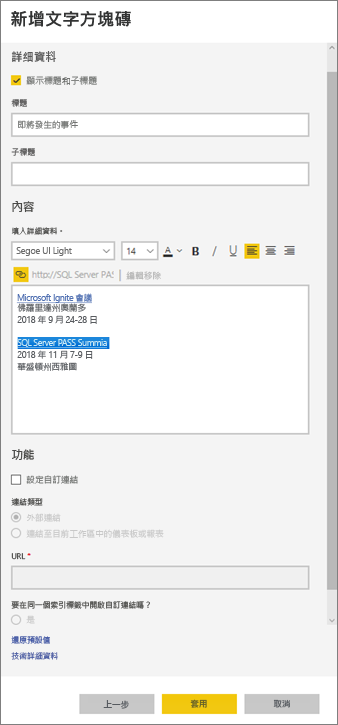 新增文字方塊磚
詳細資料
顯示標題和子標題
標題
即將發生的事件
子標題
內容
填入詳細資料。
Segoe UI Light 14 A B I U
http://SQL Server PAS 編輯移除
Microsoft Ignite 會議
佛羅里達州奧蘭多
2018 年 9 月 24-28 日
SQL Server PASS Summia
2018 年 11 月 7-9 日
華盛頓州西雅圖
功能
設定自訂連結
連結類型
外部連結
連結至目前工作區中的儀表板或報表
URL *
要在同一個索引標籤中開啟自訂連結嗎？
是
還原預設值
技術詳細資料
上一步 套用 取消